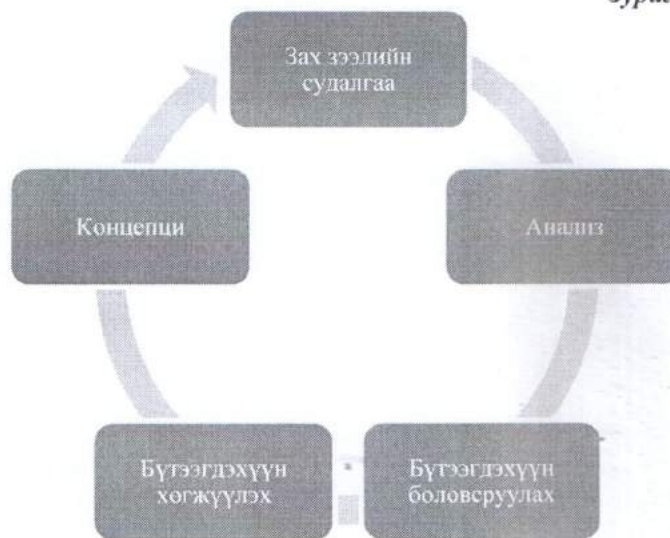 Зах зээлийн
судалгаа
Анализ
Бүтээгдэхүүн
боловсруулах
Бүтээгдэхүүн
хөгжүүлэх
Концепци